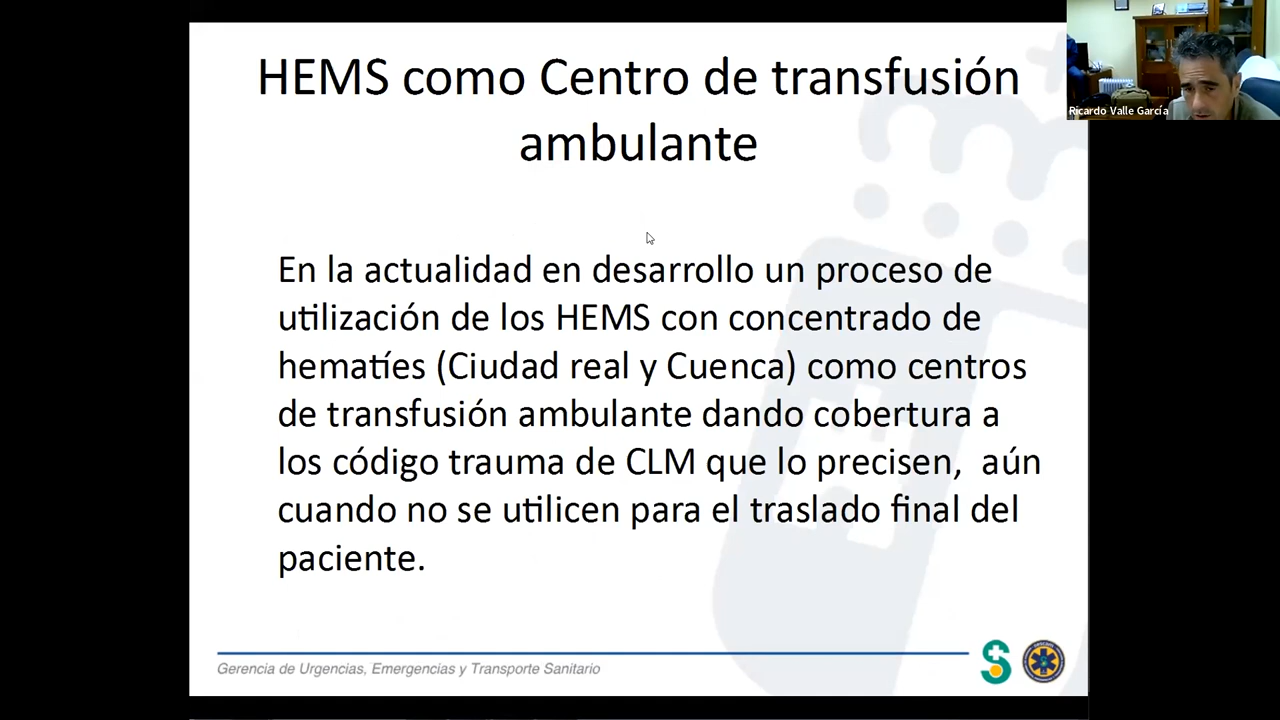 HEMS como Centro de transfusión
ambulante
Ricardo Valle García
En la actualidad en desarrollo un proceso de
utilización de los HEMS con concentrado de
hematíes (Ciudad real y Cuenca) como centros
de transfusión ambulante dando cobertura a
los código trauma de CLM que lo precisen, aún
cuando no se utilicen para el traslado final del
paciente.
Gerencia de Urgencias, Emergencias y Transporte Sanitario